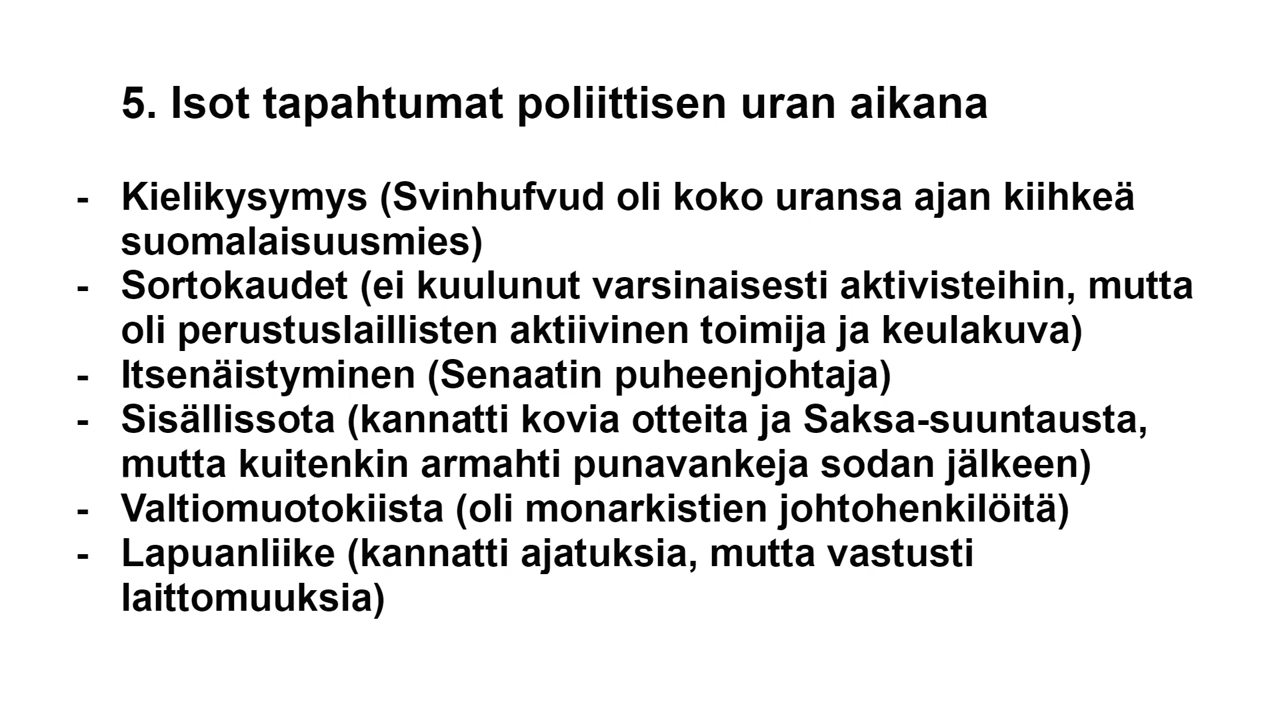 5. Isot tapahtumat poliittisen uran aikana
- Kielikysymys (Svinhufvud oli koko uransa ajan kiihkeä
suomalaisuusmies)
- Sortokaudet (ei kuulunut varsinaisesti aktivisteihin, mutta
oli perustuslaillisten aktiivinen toimija ja keulakuva)
- Itsenäistyminen (Senaatin puheenjohtaja)
- Sisällissota (kannatti kovia otteita ja Saksa-suuntausta,
mutta kuitenkin armahti punavankeja sodan jälkeen)
- Valtiomuotokiista (oli monarkistien johtohenkilöitä)
- Lapuanliike (kannatti ajatuksia, mutta vastusti
laittomuuksia)